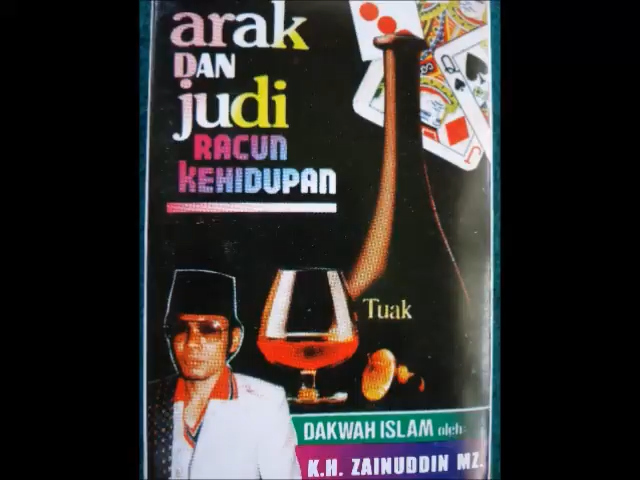 arak
DAN
judi
RACUN
KEHIDUPAN
Q
J
Tuak
DAKWAH ISLAM oleh:
K.H. ZAINUDDIN MZ.